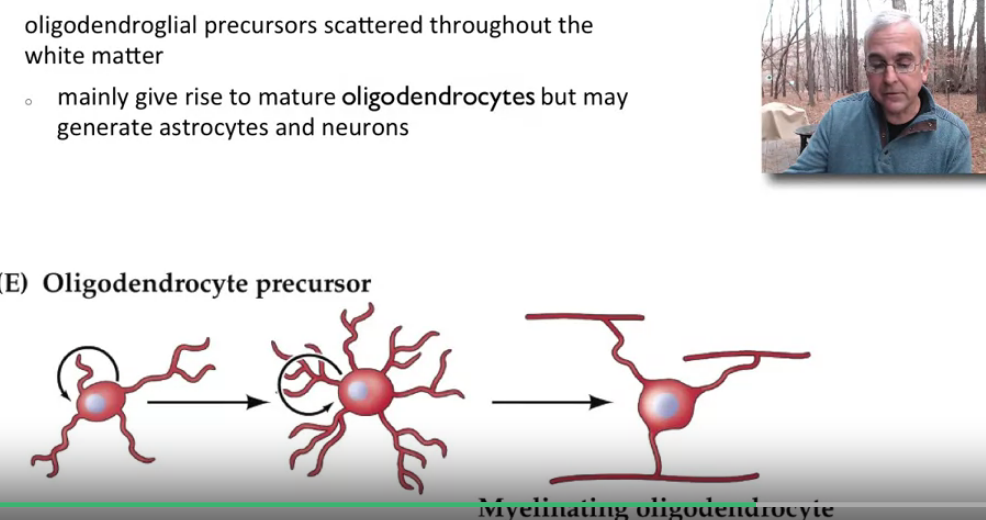 oligodendroglial precursors scattered throughout the
white matter
◦ mainly give rise to mature oligodendrocytes but may
generate astrocytes and neurons
(E) Oligodendrocyte precursor
Myelinating oligodendrocyte